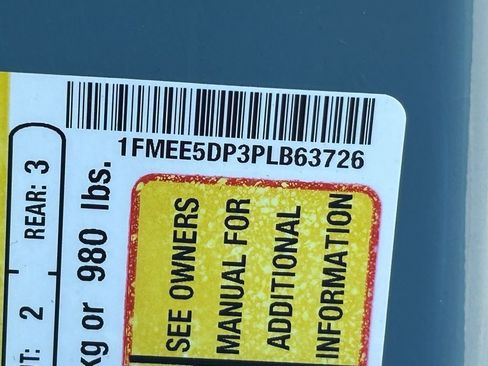 1FMEE5DP3PLB63726
SEE OWNERS
MANUAL FOR
ADDITIONAL
INFORMATION
kg or 980 lbs.
T: 2 REAR: 3